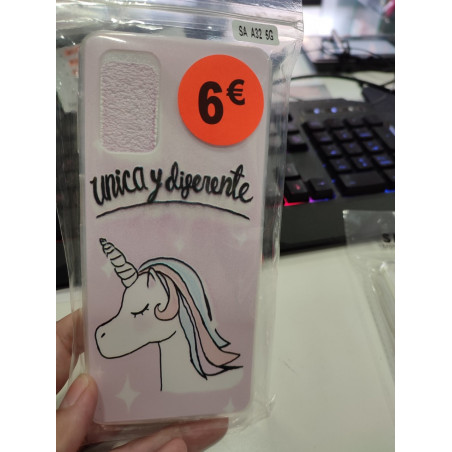 SA A32 5G
6€
unica y diferente